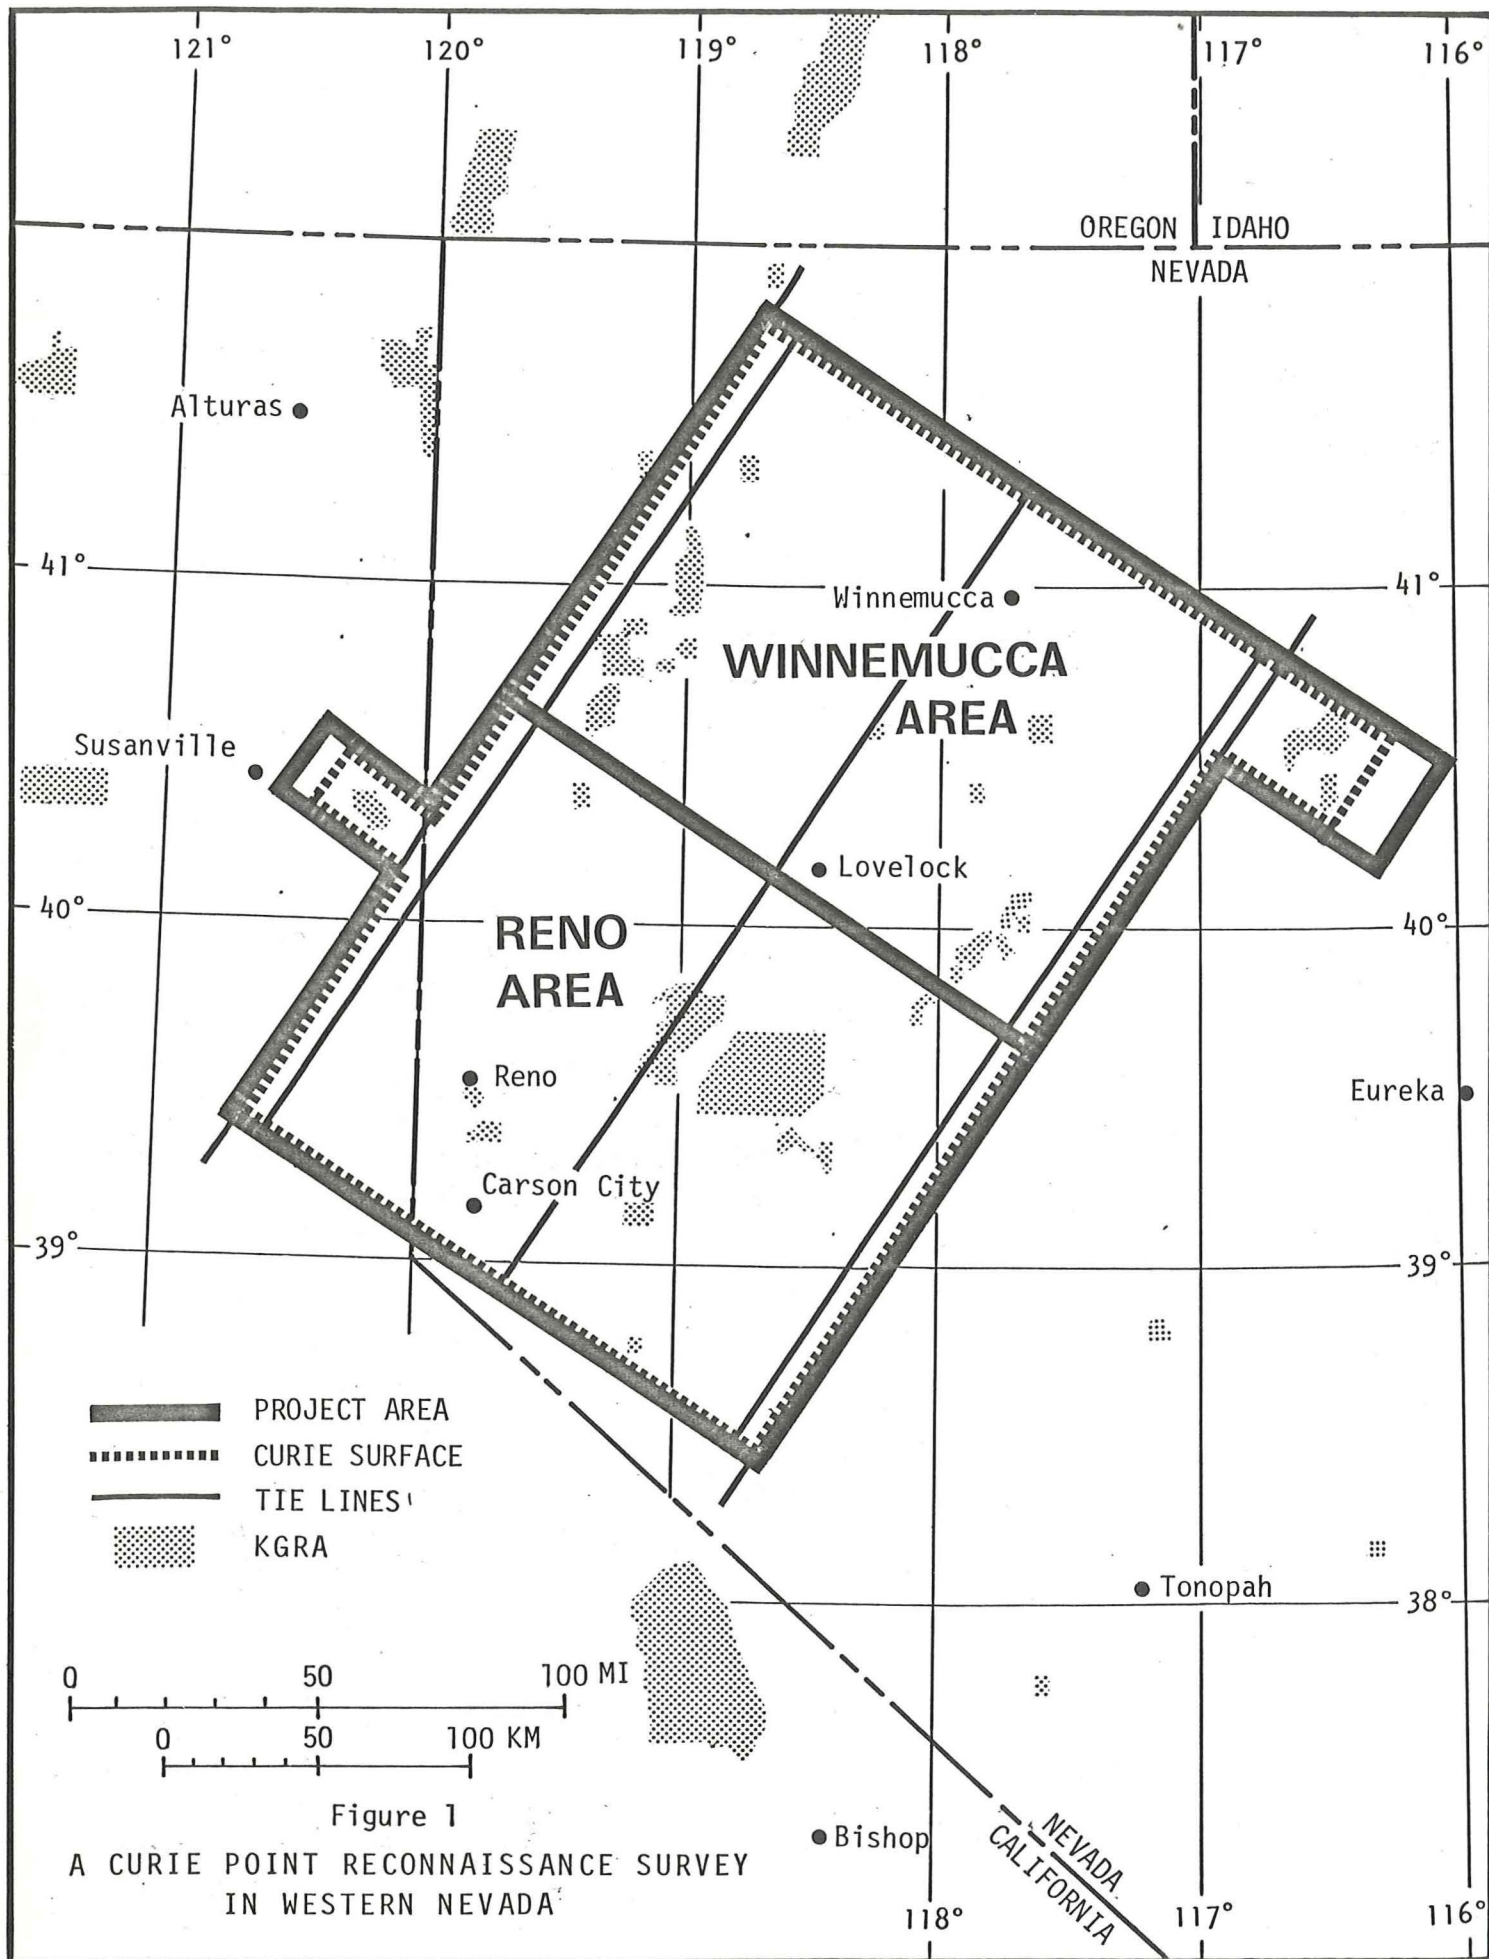 121°
120°
119°
118°
117°
116°
OREGON
IDAHO
NEVADA
Alturas
41°
41°
Winnemucca
WINNEMUCCA
AREA
Susanville
Lovelock
40°
40°
RENO
AREA
Reno
Eureka
Carson City
39°
39°
PROJECT AREA
CURIE SURFACE
TIE LINES
KGRA
Tonopah
38°
0 50 100 MI
0 50 100 KM
Figure 1
Bishop
NEVADA
CALIFORNIA
A CURIE POINT RECONNAISSANCE SURVEY
IN WESTERN NEVADA
118°
117°
116°